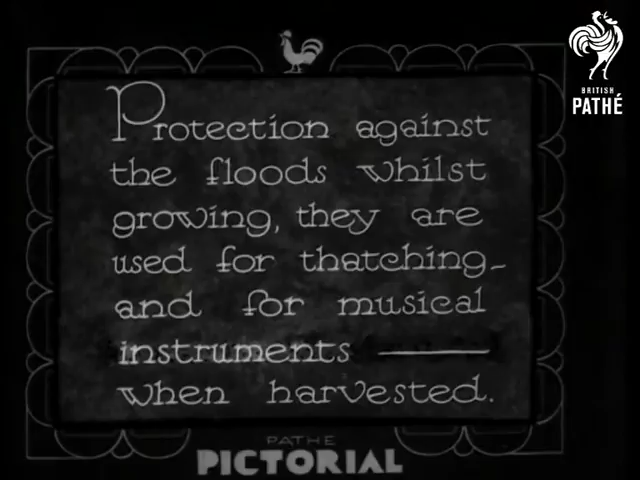 BRITISH
PATHÉ
Protection against
the floods whilst
growing, they are
used for thatching-
and for musical
instruments ———
when harvested.
PATHE
PICTORIAL